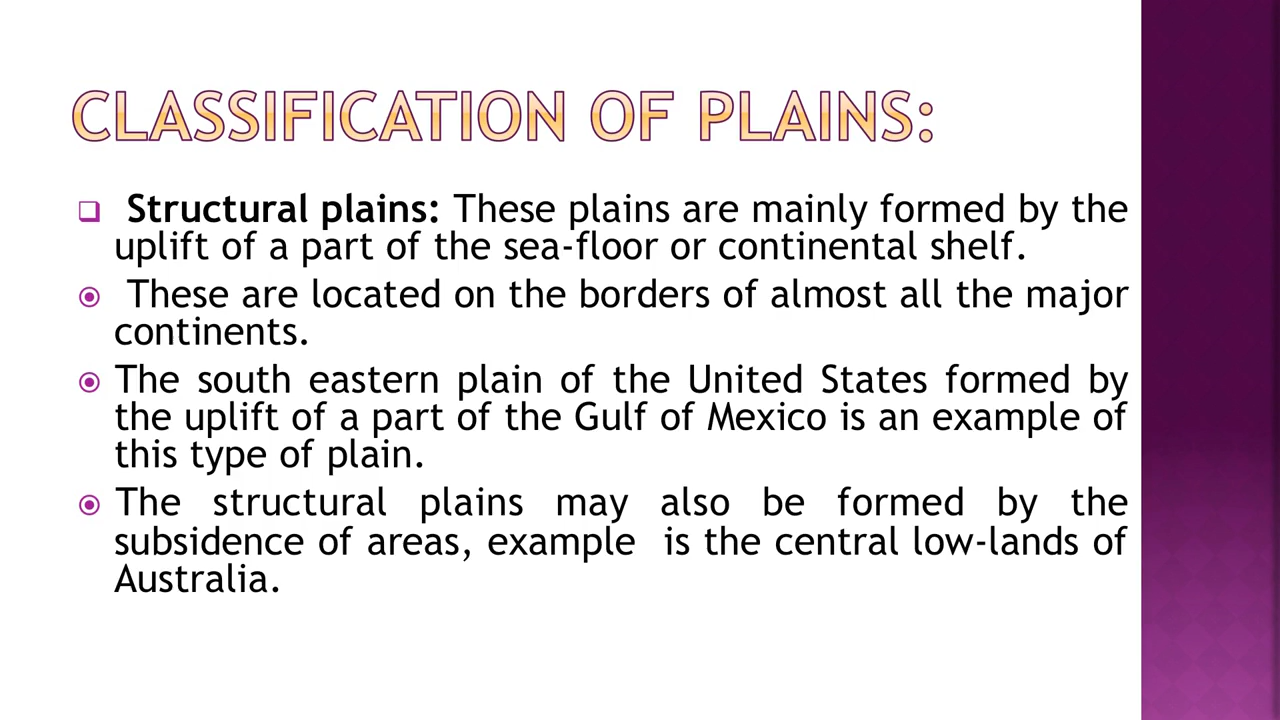 CLASSIFICATION OF PLAINS:
Structural plains: These plains are mainly formed by the
uplift of a part of the sea-floor or continental shelf.
These are located on the borders of almost all the major
continents.
The south eastern plain of the United States formed by
the uplift of a part of the Gulf of Mexico is an example of
this type of plain.
The structural plains may also be formed by the
subsidence of areas, example is the central low-lands of
Australia.